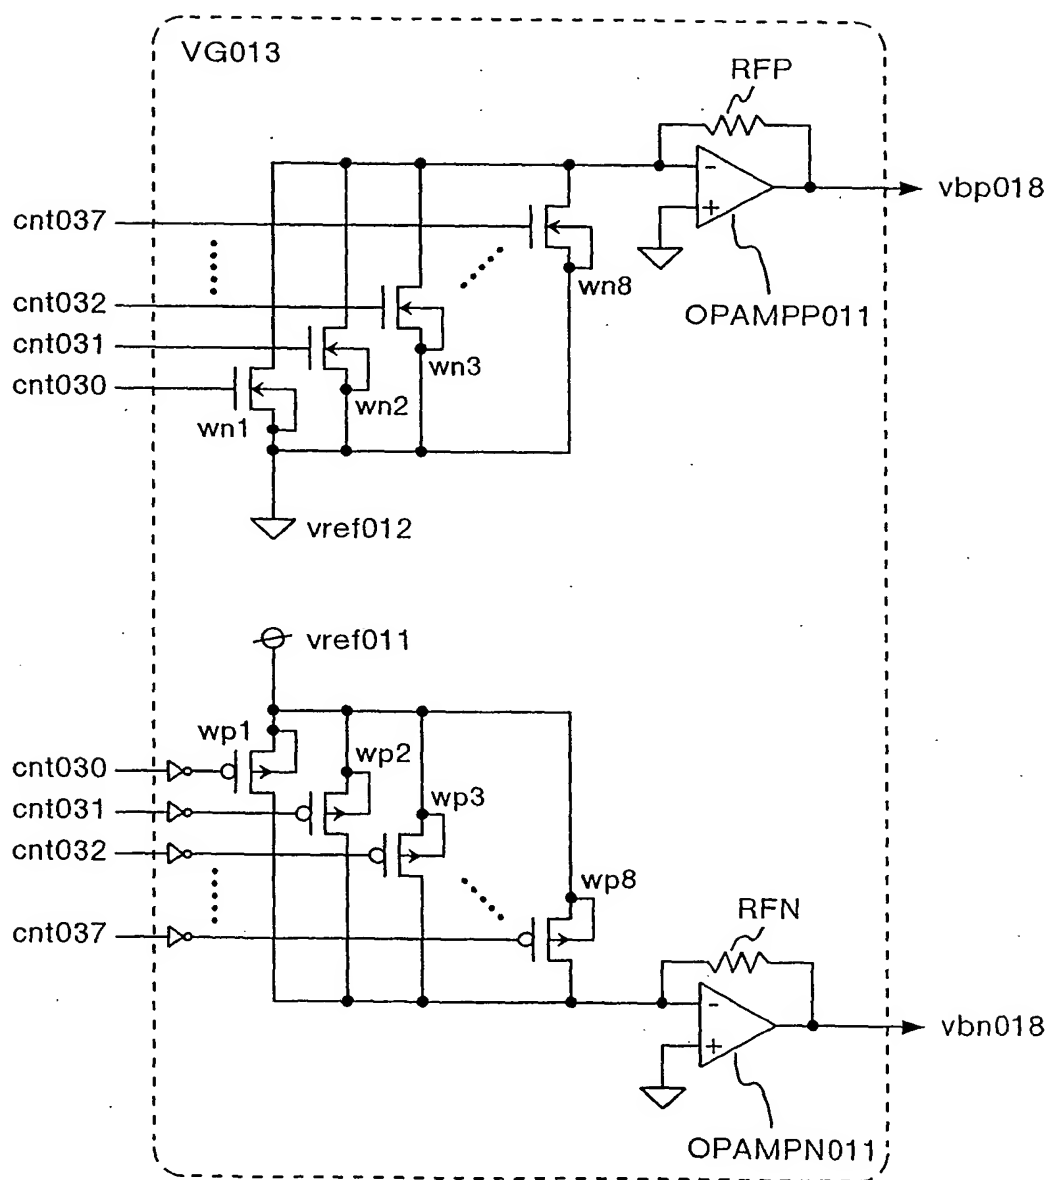 VG013
RFP
-
+
vbp018
OPAMPP011
cnt037
cnt032
cnt031
cnt030
wn8
wn3
wn2
wn1
vref012
vref011
wp1
wp2
wp3
wp8
cnt030
cnt031
cnt032
cnt037
RFN
-
+
vbn018
OPAMPN011